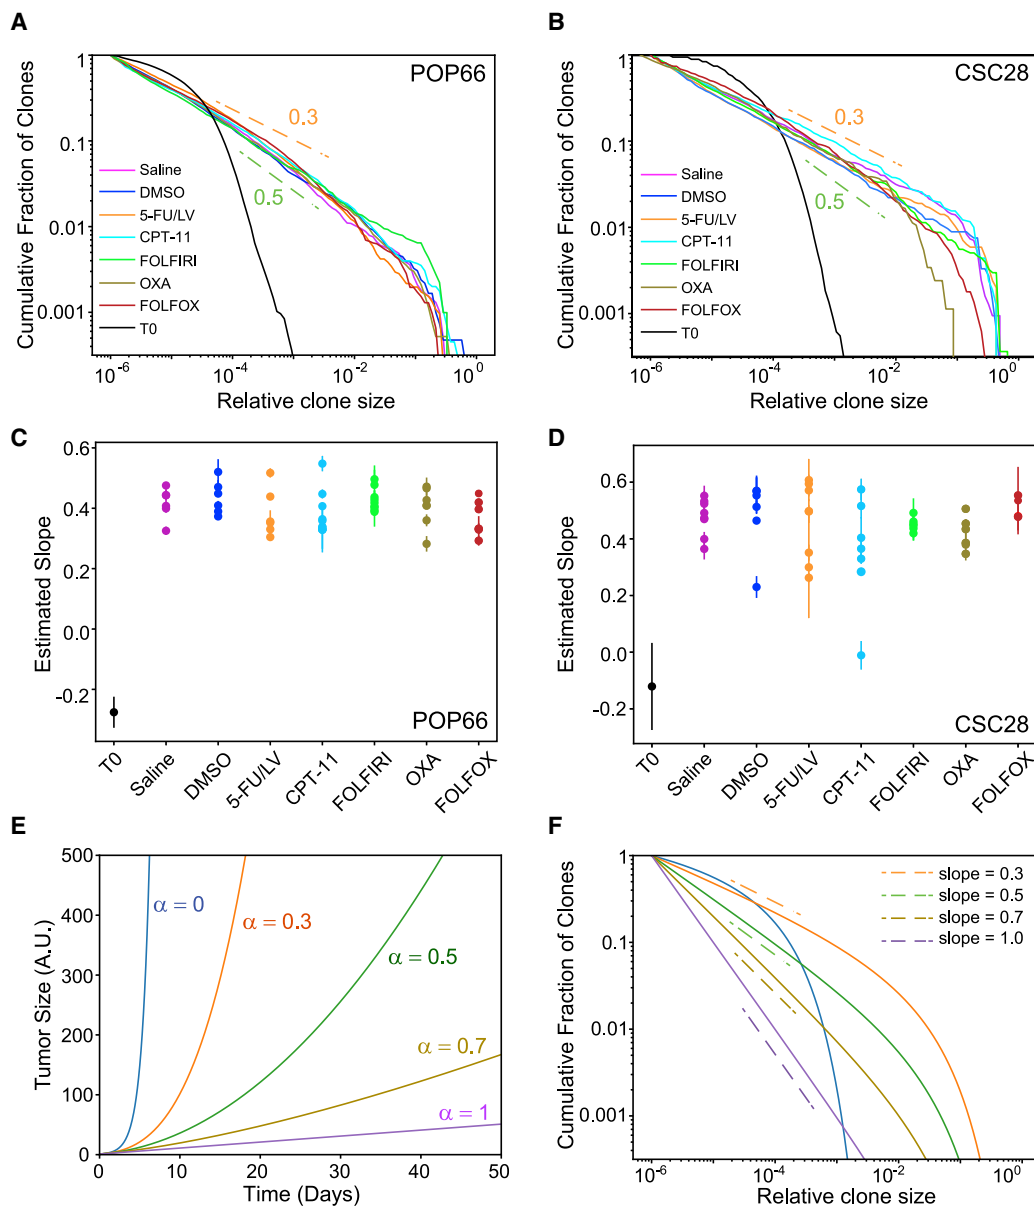 A
POP66
Cumulative Fraction of Clones
1
0.1
0.01
0.001
0.3
0.5
Saline
DMSO
5-FU/LV
CPT-11
FOLFIRI
OXA
FOLFOX
T0
10-6
10-4
10-2
100
Relative clone size
B
CSC28
Cumulative Fraction of Clones
1
0.1
0.01
0.001
0.3
0.5
Saline
DMSO
5-FU/LV
CPT-11
FOLFIRI
OXA
FOLFOX
T0
10-6
10-4
10-2
100
Relative clone size
C
Estimated Slope
0.6
0.4
0.2
0.0
-0.2
POP66
T0
Saline
DMSO
5-FU/LV
CPT-11
FOLFIRI
OXA
FOLFOX
D
Estimated Slope
0.6
0.4
0.2
0.0
-0.2
CSC28
T0
Saline
DMSO
5-FU/LV
CPT-11
FOLFIRI
OXA
FOLFOX
E
Tumor Size (A.U.)
500
400
300
200
100
0
α = 0
α = 0.3
α = 0.5
α = 0.7
α = 1
0
10
20
30
40
50
Time (Days)
F
Cumulative Fraction of Clones
1
0.1
0.01
0.001
slope = 0.3
slope = 0.5
slope = 0.7
slope = 1.0
10-6
10-4
10-2
100
Relative clone size